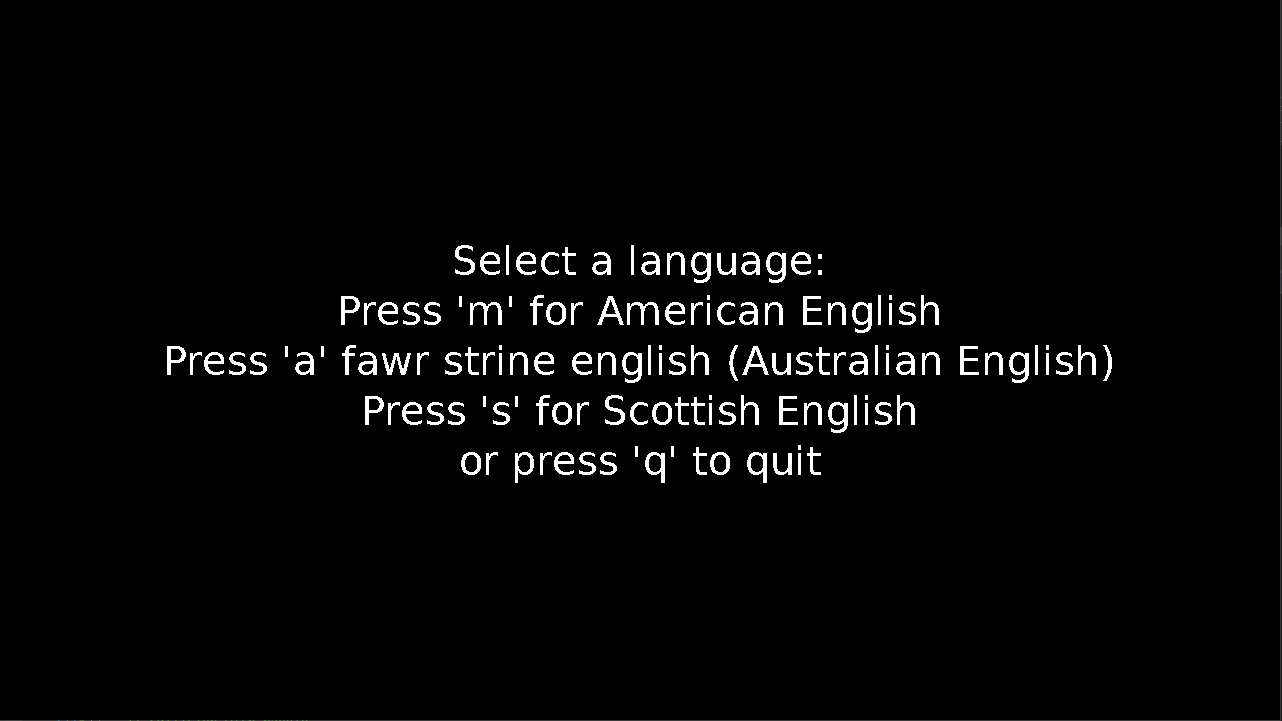 Select a language:
Press 'm' for American English
Press 'a' fawr strine english (Australian English)
Press 's' for Scottish English
or press 'q' to quit